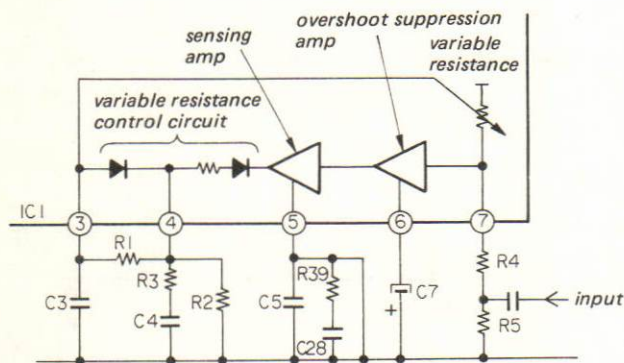 overshoot suppression
amp
sensing
amp
variable
resistance
variable resistance
control circuit
IC1
3
4
5
6
7
R1
R3
C3
C4
R2
C5
R39
C28
C7
+
R4
R5
input